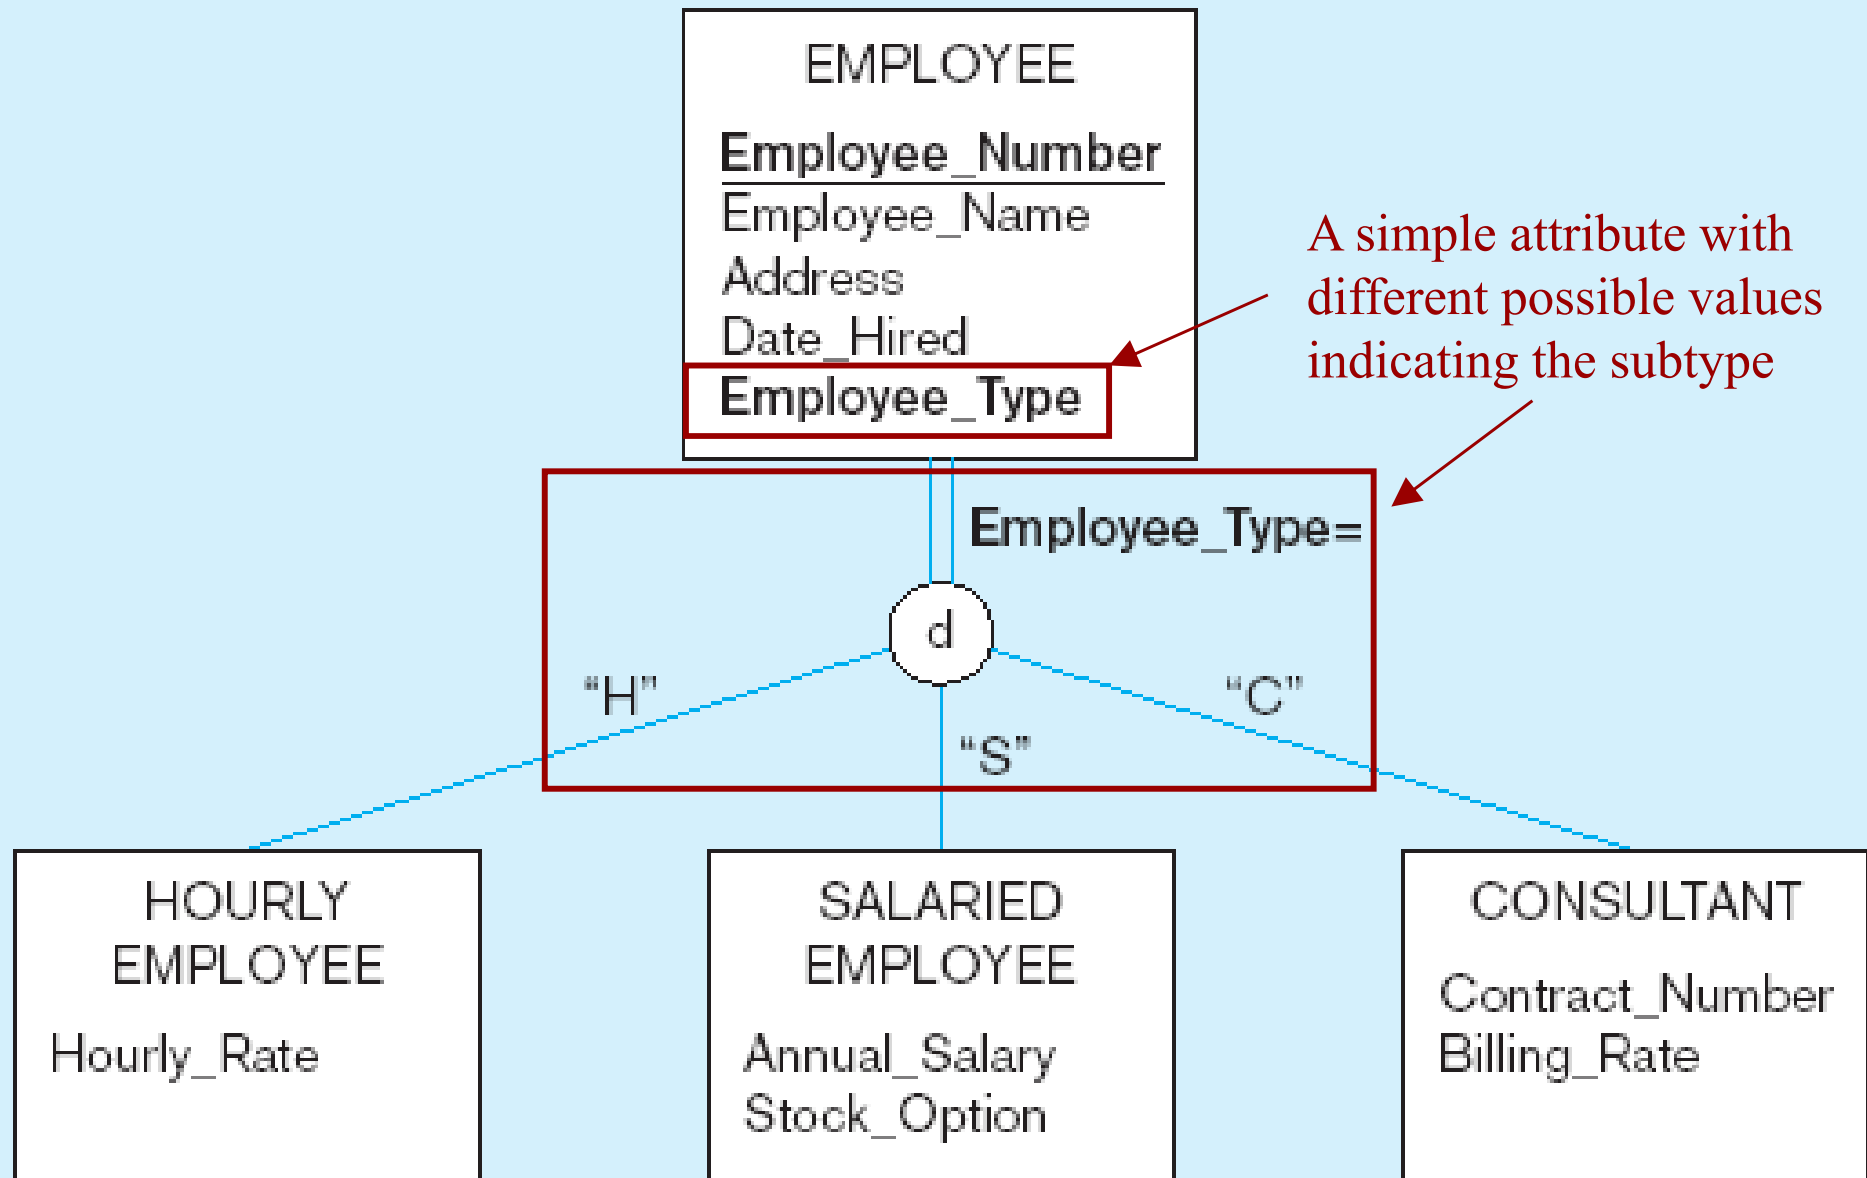 EMPLOYEE
Employee_Number
Employee_Name
Address
Date_Hired
Employee_Type
A simple attribute with
different possible values
indicating the subtype
Employee_Type=
d
“H”
“C”
“S”
HOURLY
EMPLOYEE
Hourly_Rate
SALARIED
EMPLOYEE
Annual_Salary
Stock_Option
CONSULTANT
Contract_Number
Billing_Rate